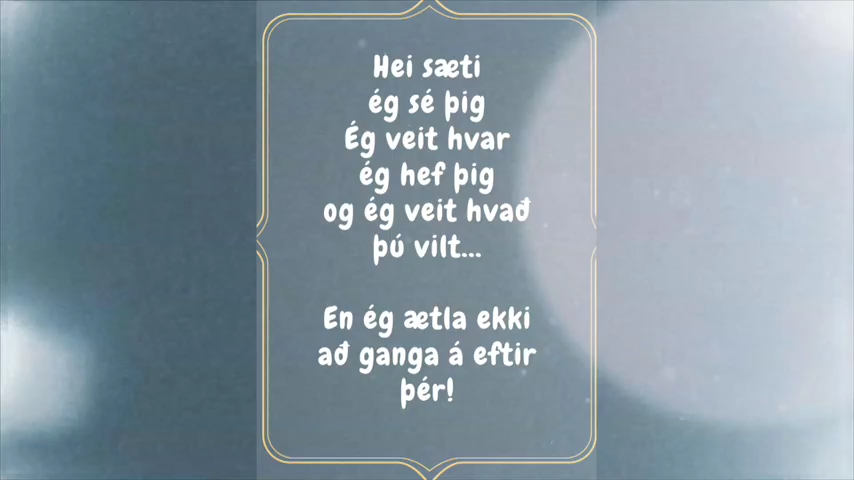 Hei sæti
ég sé þig
Ég veit hvar
ég hef þig
og ég veit hvað
þú vilt...
En ég ætla ekki
að ganga á eftir
þér!